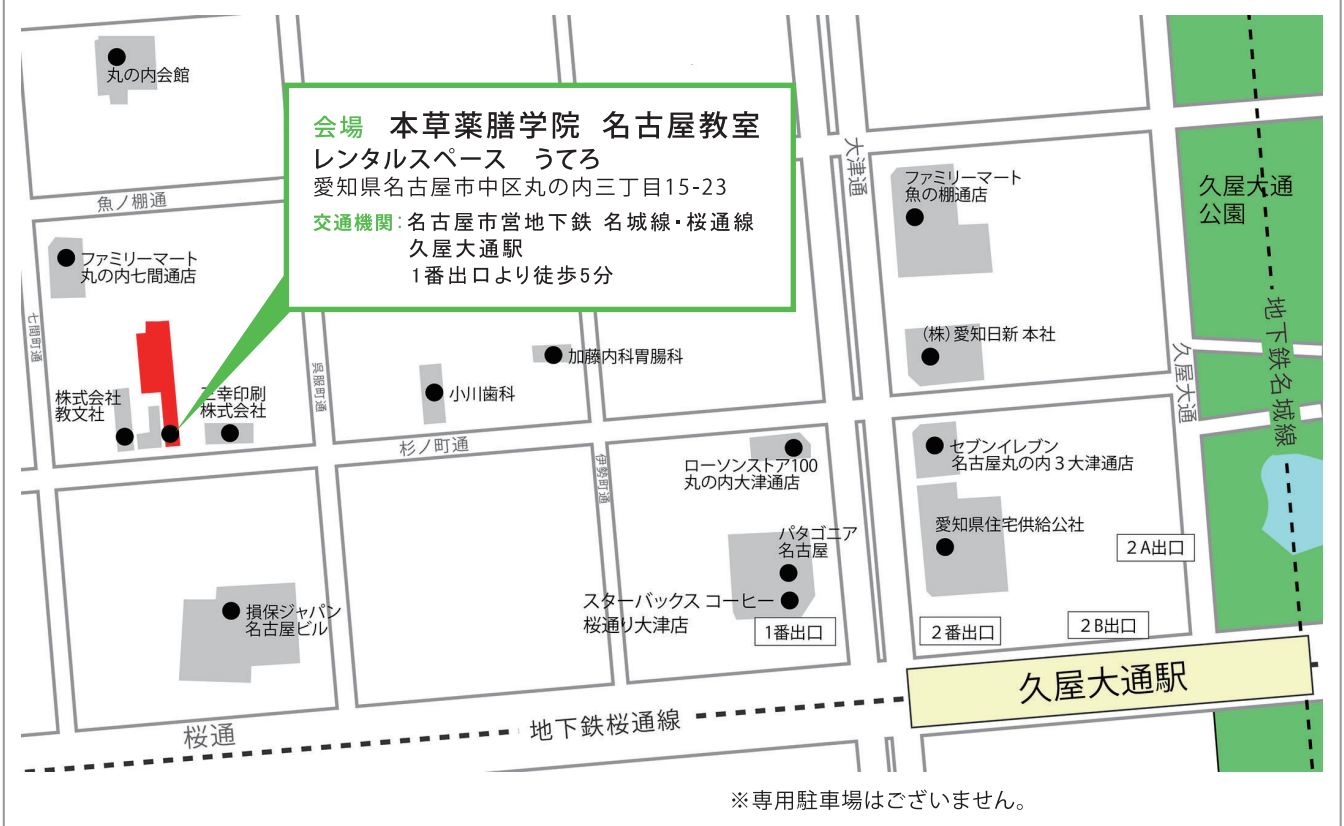 丸の内会館
会場 本草薬膳学院 名古屋教室
レンタルスペース うてろ
愛知県名古屋市中区丸の内三丁目15-23
交通機関:名古屋市営地下鉄 名城線・桜通線
久屋大通駅
1番出口より徒歩5分
魚ノ棚通
大津通
ファミリーマート
魚の棚通店
久屋大通
公園
ファミリーマート
丸の内七間通店
七間町通
呉服町通
地下鉄名城線
(株)愛知日新 本社
久屋大通
加藤内科胃腸科
小川歯科
株式会社
教文社
三幸印刷
株式会社
杉ノ町通
伊勢町通
ローソンストア100
丸の内大津通店
セブンイレブン
名古屋丸の内3大津通店
パタゴニア
名古屋
愛知県住宅供給公社
2A出口
スターバックス コーヒー
桜通り大津店
1番出口
2番出口
2B出口
損保ジャパン
名古屋ビル
久屋大通駅
桜通
地下鉄桜通線
※専用駐車場はございません。